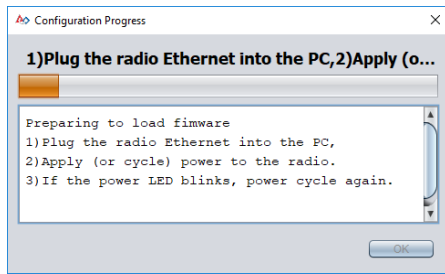 Configuration Progress
1)Plug the radio Ethernet into the PC,2)Apply (o...
Preparing to load fimware
1)Plug the radio Ethernet into the PC,
2)Apply (or cycle) power to the radio.
3)If the power LED blinks, power cycle again.
OK